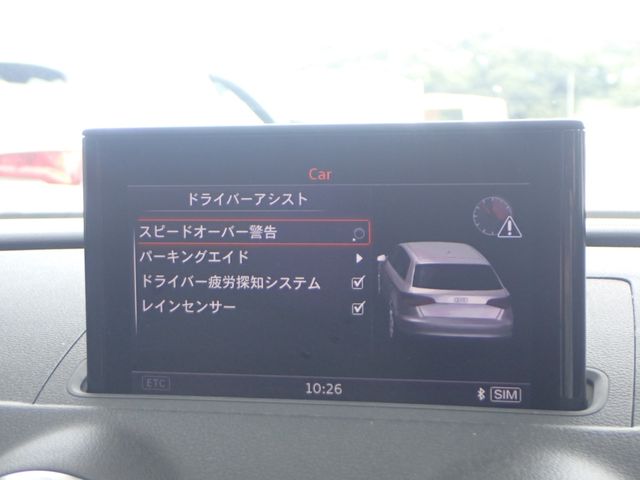 Car
ドライバーアシスト
スピードオーバー警告
パーキングエイド
ドライバー疲労探知システム
レインセンサー
ETC
10:26
SIM